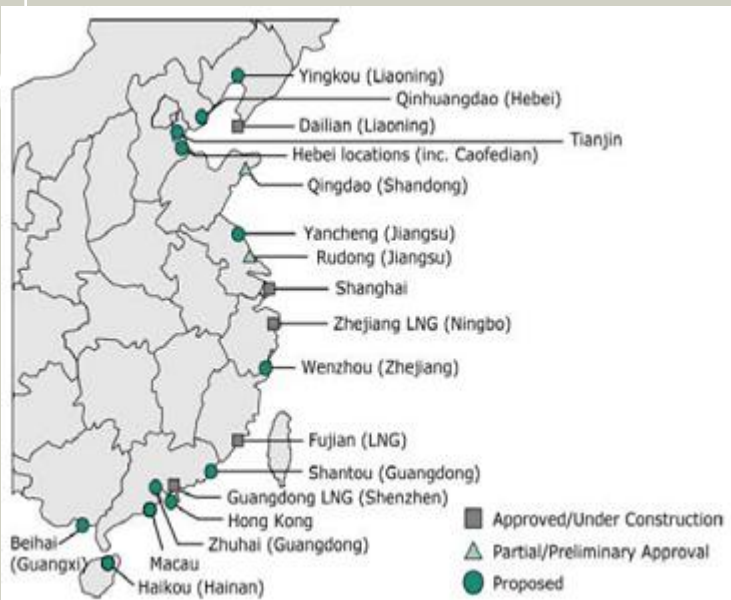 Yingkou (Liaoning)
Qinhuangdao (Hebei)
Dailian (Liaoning)
Tianjin
Hebei locations (inc. Caofedian)
Qingdao (Shandong)
Yancheng (Jiangsu)
Rudong (Jiangsu)
Shanghai
Zhejiang LNG (Ningbo)
Wenzhou (Zhejiang)
Fujian (LNG)
Shantou (Guangdong)
Guangdong LNG (Shenzhen)
Hong Kong
Zhuhai (Guangdong)
Macau
Beihai
(Guangxi)
Haikou (Hainan)
Approved/Under Construction
Partial/Preliminary Approval
Proposed